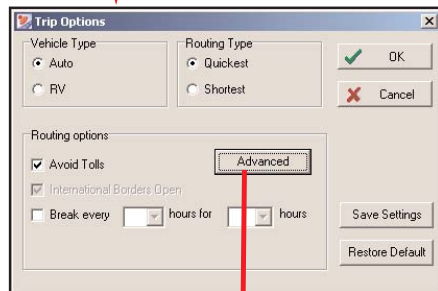 Trip Options
Vehicle Type
Auto
RV
Routing Type
Quickest
Shortest
OK
Cancel
Routing options
Avoid Tolls
Advanced
International Borders Open
Break every hours for hours
Save Settings
Restore Default